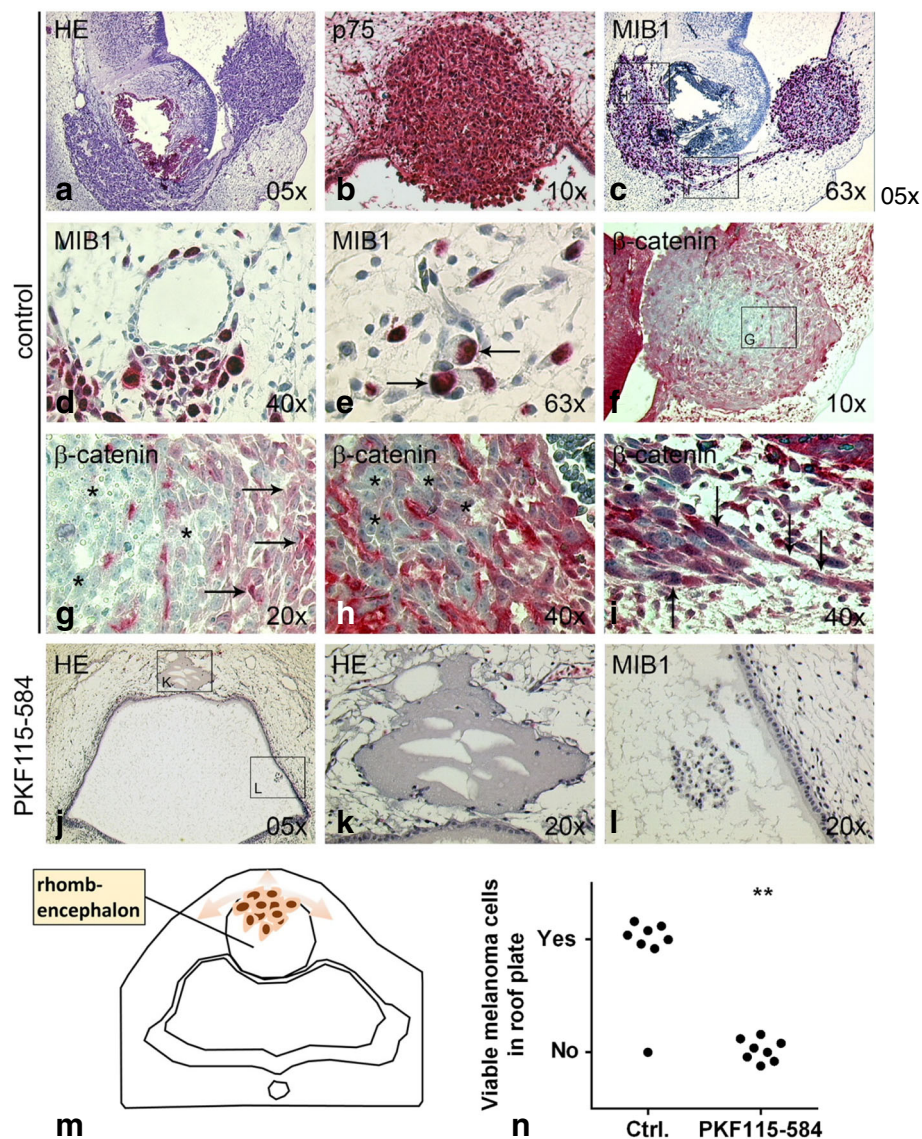 HE
a
05x
p75
b
10x
MIB1
c
63x
05x
control
MIB1
d
40x
MIB1
e
63x
β-catenin
G
f
10x
β-catenin
* * *
g
20x
β-catenin
* * * *
h
40x
β-catenin
i
40x
PKF115-584
HE
K
L
j
05x
HE
k
20x
MIB1
l
20x
rhomb-
encephalon
m
**
Viable melanoma cells
in roof plate
Yes
No
n
Ctrl.
PKF115-584